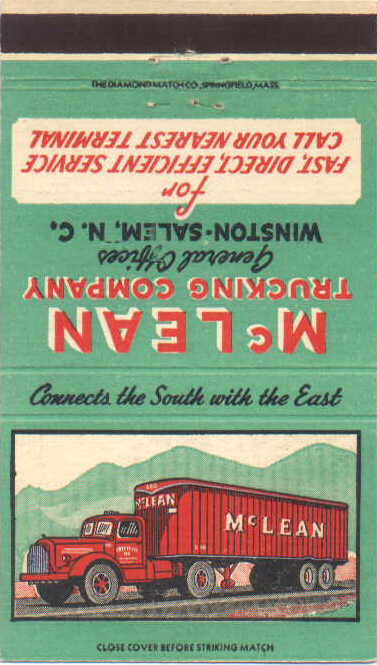 THE DIAMOND MATCH CO., SPRINGFIELD, MASS.
McLEAN
TRUCKING COMPANY
General Offices
WINSTON-SALEM, N. C.
for
FAST, DIRECT, EFFICIENT SERVICE
CALL YOUR NEAREST TERMINAL
Connects the South with the East
McLEAN
McLEAN
CLOSE COVER BEFORE STRIKING MATCH